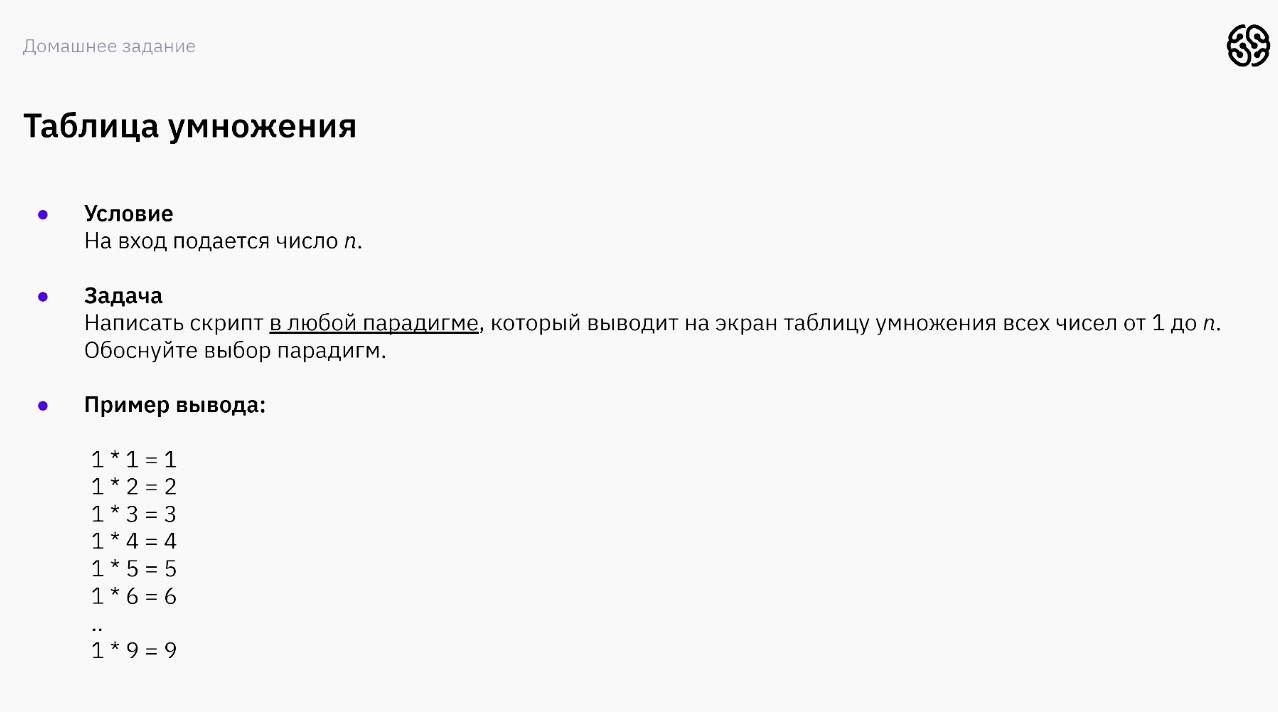 Домашнее задание
Таблица умножения
● Условие
На вход подается число n.
● Задача
Написать скрипт в любой парадигме, который выводит на экран таблицу умножения всех чисел от 1 до n.
Обоснуйте выбор парадигм.
● Пример вывода:
1 * 1 = 1
1 * 2 = 2
1 * 3 = 3
1 * 4 = 4
1 * 5 = 5
1 * 6 = 6
..
1 * 9 = 9